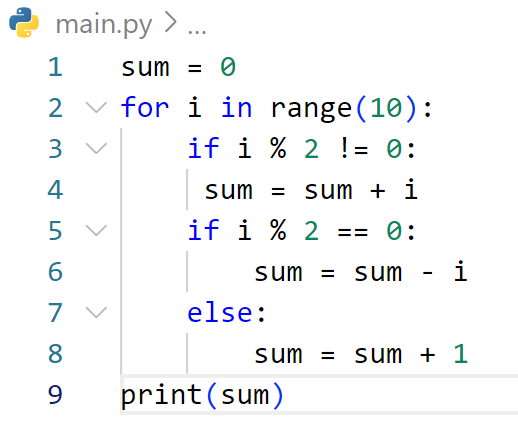 main.py > ...
1 sum = 0
2 for i in range(10):
3     if i % 2 != 0:
4      sum = sum + i
5     if i % 2 == 0:
6         sum = sum - i
7     else:
8         sum = sum + 1
9 print(sum)